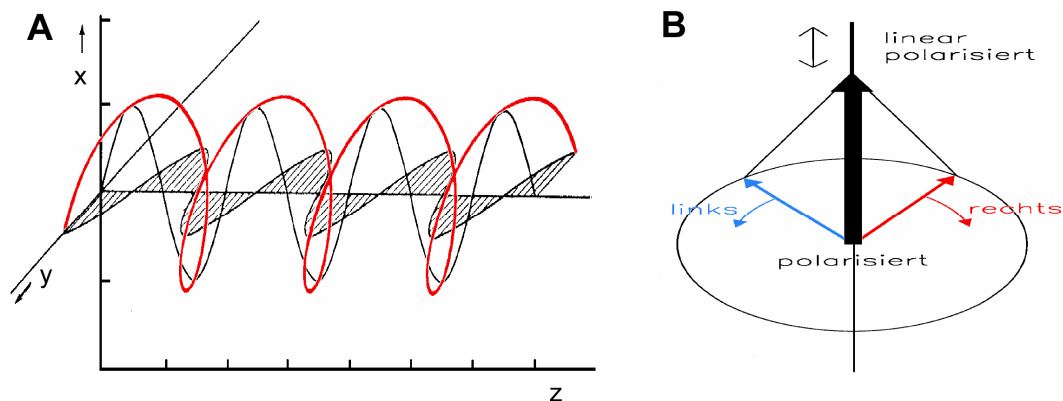 A
x
y
z
B
linear
polarisiert
links
rechts
polarisiert